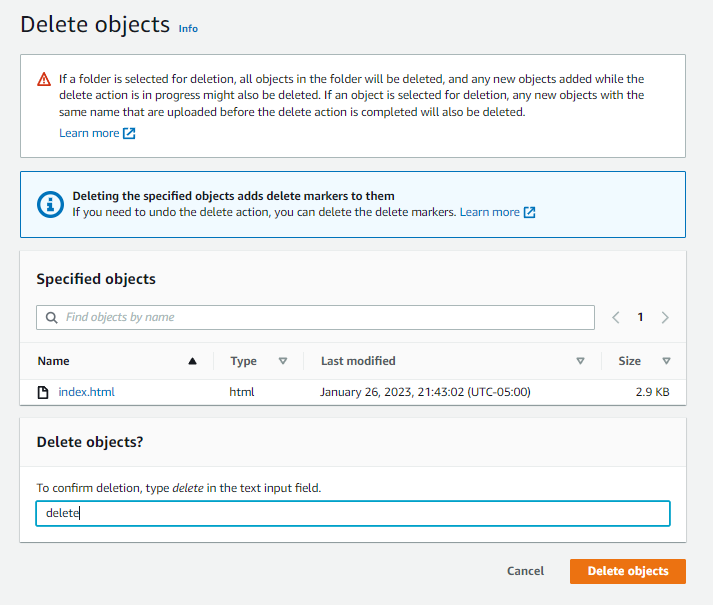 Delete objects Info
If a folder is selected for deletion, all objects in the folder will be deleted, and any new objects added while the
delete action is in progress might also be deleted. If an object is selected for deletion, any new objects with the
same name that are uploaded before the delete action is completed will also be deleted.
Learn more
Deleting the specified objects adds delete markers to them
If you need to undo the delete action, you can delete the delete markers. Learn more
Specified objects
Find objects by name
1
Name Type Last modified Size
index.html html January 26, 2023, 21:43:02 (UTC-05:00) 2.9 KB
Delete objects?
To confirm deletion, type delete in the text input field.
delete
Cancel Delete objects